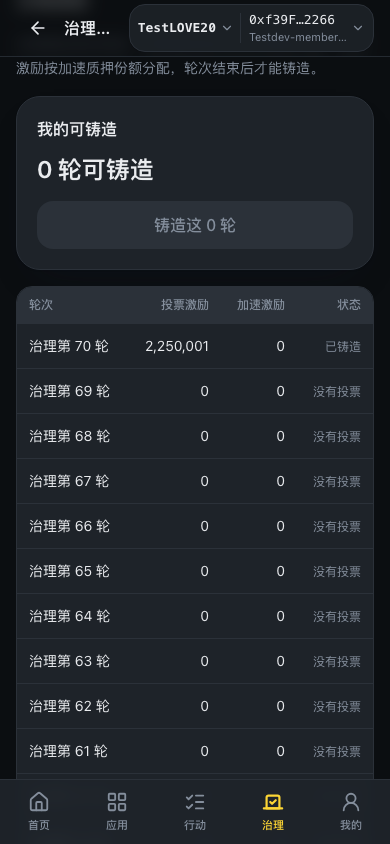 治理...
TestLOVE20
0xf39F…2266
Testdev-member...
激励按加速质押份额分配，轮次结束后才能铸造。
我的可铸造
0 轮可铸造
铸造这 0 轮
轮次 投票激励 加速激励 状态
治理第 70 轮 2,250,001 0 已铸造
治理第 69 轮 0 0 没有投票
治理第 68 轮 0 0 没有投票
治理第 67 轮 0 0 没有投票
治理第 66 轮 0 0 没有投票
治理第 65 轮 0 0 没有投票
治理第 64 轮 0 0 没有投票
治理第 63 轮 0 0 没有投票
治理第 62 轮 0 0 没有投票
治理第 61 轮 0 0 没有投票
首页 应用 行动 治理 我的